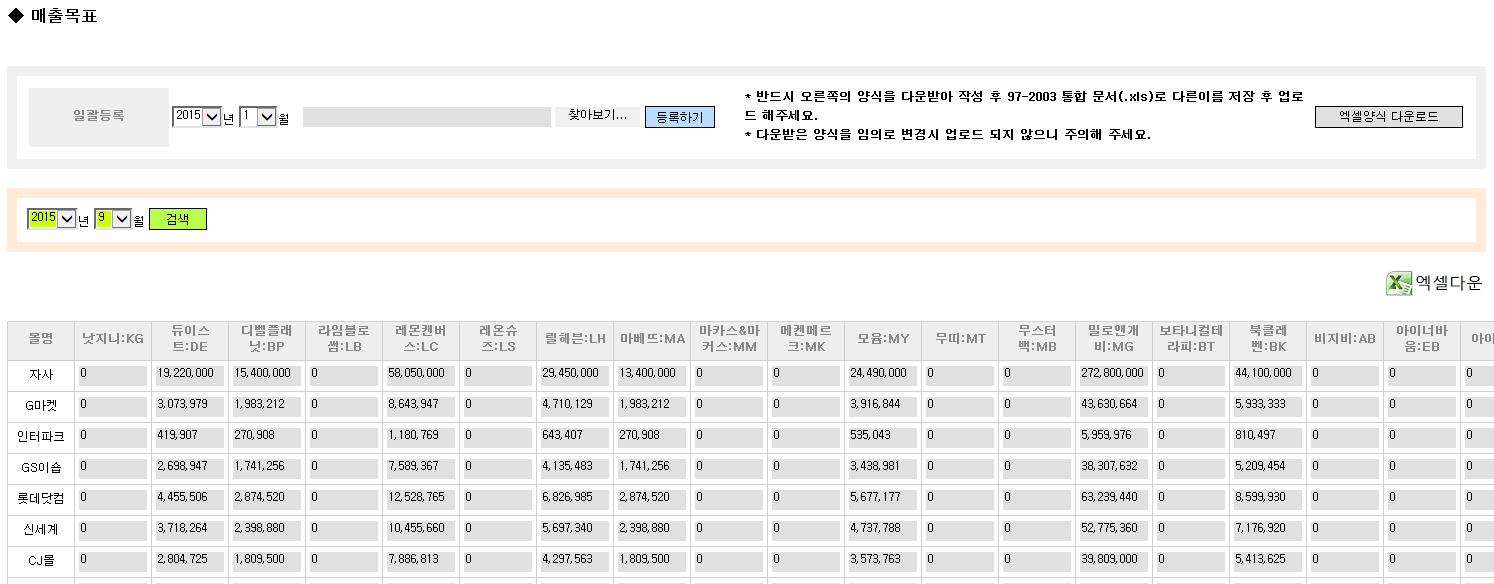 ◆ 매출목표
일괄등록 2015 년 1 월 찾아보기... 등록하기
* 반드시 오른쪽의 양식을 다운받아 작성 후 97-2003 통합 문서(.xls)로 다른이름 저장 후 업로
드 해주세요.
* 다운받은 양식을 임의로 변경시 업로드 되지 않으니 주의해 주세요.
엑셀양식 다운로드
2015 년 9 월 검색
엑셀다운
몰명 낫지니:KG 듀이스트:DE 디벨플래닛:BP 라임블로썸:LB 레몬캔버스:LC 레온슈즈:LS 릴헤븐:LH 마베뜨:MA 마카스&마커스:MM 메켄메르크:MK 모윰:MY 무띠:MT 무스터백:MB 밀로앤개비:MG 보타니컬테라피:BT 북클레벤:BK 비지비:AB 아이너바움:EB 아이
자사 0 19,220,000 15,400,000 0 58,050,000 0 29,450,000 13,400,000 0 0 24,490,000 0 0 272,800,000 0 44,100,000 0 0 0
G마켓 0 3,073,979 1,983,212 0 8,643,947 0 4,710,129 1,983,212 0 0 3,916,844 0 0 43,630,664 0 5,933,333 0 0 0
인터파크 0 419,907 270,908 0 1,180,769 0 643,407 270,908 0 0 535,043 0 0 5,959,976 0 810,497 0 0 0
GS이숍 0 2,698,947 1,741,256 0 7,589,367 0 4,135,483 1,741,256 0 0 3,438,981 0 0 38,307,632 0 5,209,454 0 0 0
롯데닷컴 0 4,455,506 2,874,520 0 12,528,765 0 6,826,985 2,874,520 0 0 5,677,177 0 0 63,239,440 0 8,599,930 0 0 0
신세계 0 3,718,264 2,398,880 0 10,455,660 0 5,697,340 2,398,880 0 0 4,737,788 0 0 52,775,360 0 7,176,920 0 0 0
CJ몰 0 2,804,725 1,809,500 0 7,886,813 0 4,297,563 1,809,500 0 0 3,573,763 0 0 39,809,000 0 5,413,625 0 0 0